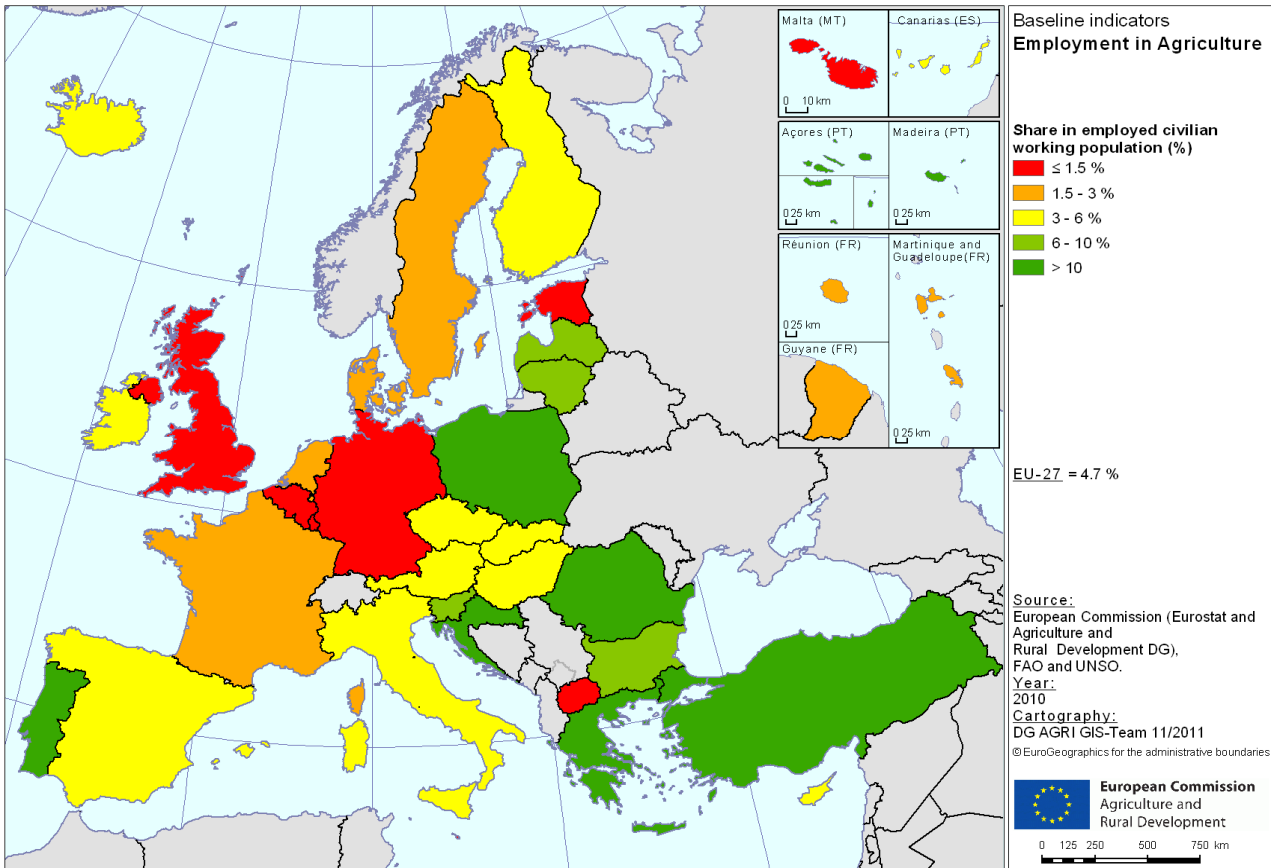 Malta (MT)
0 10 km
Canarias (ES)
Açores (PT)
0 25 km
Madeira (PT)
0 25 km
Réunion (FR)
0 25 km
Martinique and
Guadeloupe(FR)
0 25 km
Guyane (FR)
Baseline indicators
Employment in Agriculture
Share in employed civilian
working population (%)
≤ 1.5 %
1.5 - 3 %
3 - 6 %
6 - 10 %
> 10
EU-27 = 4.7 %
Source:
European Commission (Eurostat and
Agriculture and
Rural Development DG),
FAO and UNSO.
Year:
2010
Cartography:
DG AGRI GIS-Team 11/2011
© EuroGeographics for the administrative boundaries
European Commission
Agriculture and
Rural Development
0 125 250 500 750 km